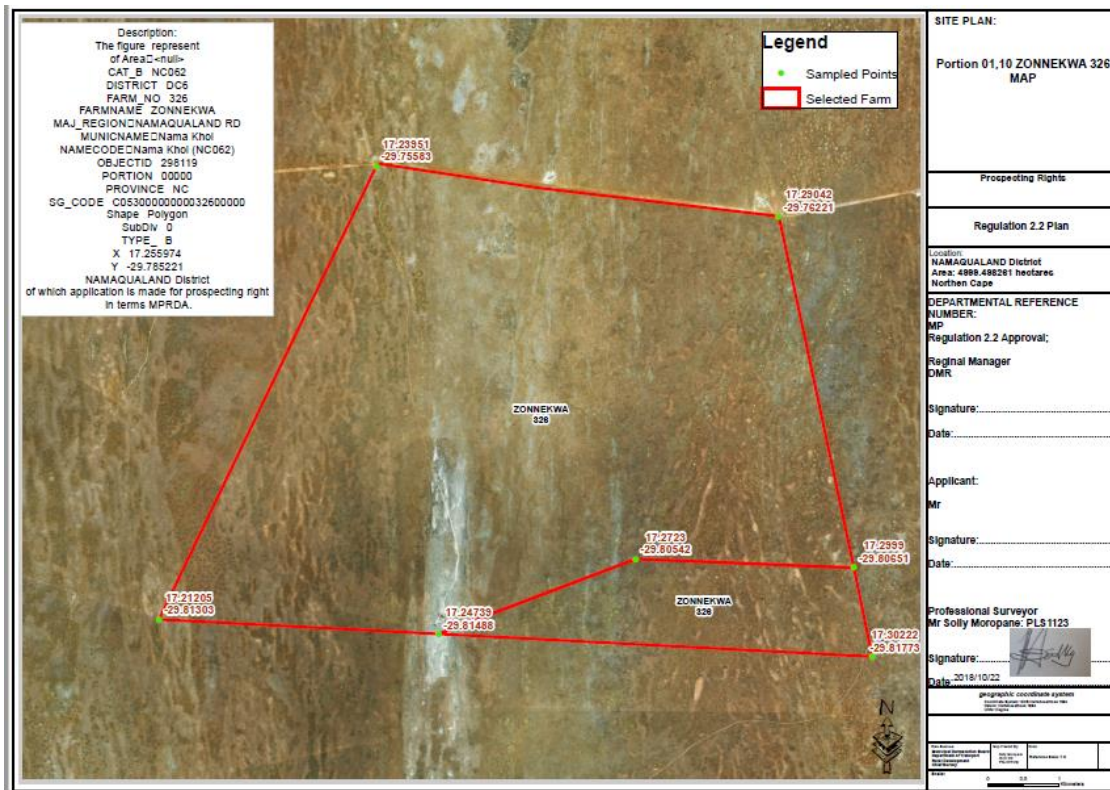 Description:
The figure represent
of Area□<null>
CAT_B NC062
DISTRICT DC6
FARM_NO 326
FARMNAME ZONNEKWA
MAJ_REGION□NAMAQUALAND RD
MUNICNAME□Nama Khoi
NAMECODE□Nama Khoi (NC062)
OBJECTID 298119
PORTION 00000
PROVINCE NC
SG_CODE C05300000000032600000
Shape Polygon
SubDiv 0
TYPE_ B
X 17.255974
Y -29.785221
NAMAQUALAND District
of which application is made for prospecting right
in terms MPRDA.
Legend
Sampled Points
Selected Farm
17.23951
-29.75583
17.29042
-29.76221
ZONNEKWA
326
17.2723
-29.80542
17.2999
-29.80651
17.21205
-29.81303
17.24739
-29.81488
ZONNEKWA
326
17.30222
-29.81773
N
SITE PLAN:
Portion 01,10 ZONNEKWA 326
MAP
Prospecting Rights
Regulation 2.2 Plan
Location:
NAMAQUALAND District
Area: 4999.498261 hectares
Northen Cape
DEPARTMENTAL REFERENCE
NUMBER:
MP
Regulation 2.2 Approval;
Reginal Manager
DMR
Signature:
Date:
Applicant:
Mr
Signature:
Date:
Professional Surveyor
Mr Solly Moropane: PLS1123
Signature:
Date: 2018/10/22
geographic coordinate system
0 0,5 1
Kilometers